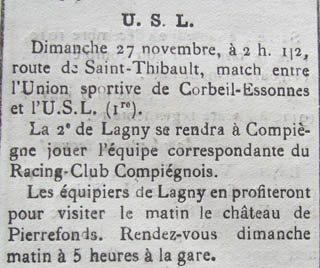 U. S. L.
Dimanche 27 novembre, à 2 h. 1|2,
route de Saint-Thibault, match entre
l'Union sportive de Corbeil-Essonnes
et l'U.S.L. (1re).
La 2e de Lagny se rendra à Compiè-
gne jouer l'équipe correspondante du
Racing-Club Compiégnois.
Les équipiers de Lagny en profiteront
pour visiter le matin le château de
Pierrefonds. Rendez-vous dimanche
matin à 5 heures à la gare.